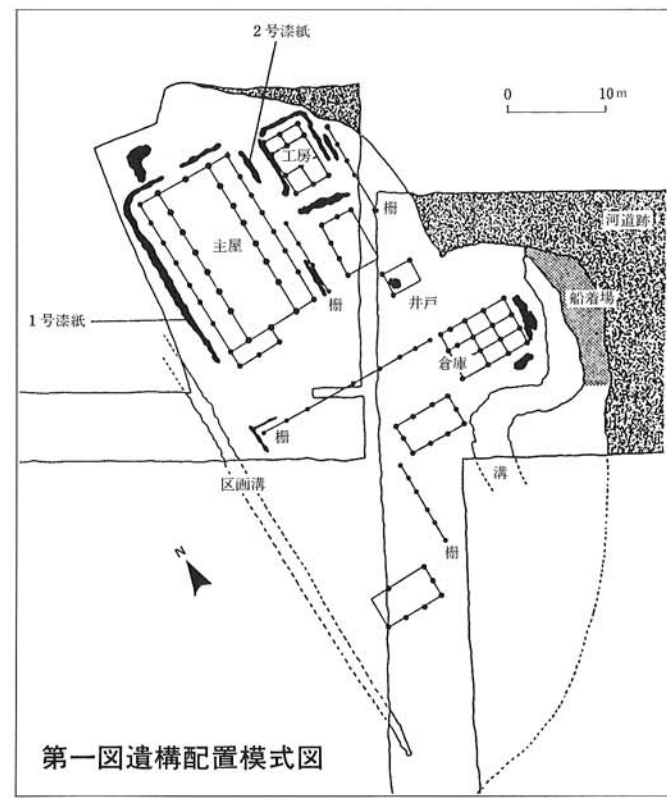 2号漆紙
0 10m
工房
柵
河道跡
主屋
船着場
井戸
柵
1号漆紙
倉庫
柵
区画溝
溝
柵
N
第一図遺構配置模式図